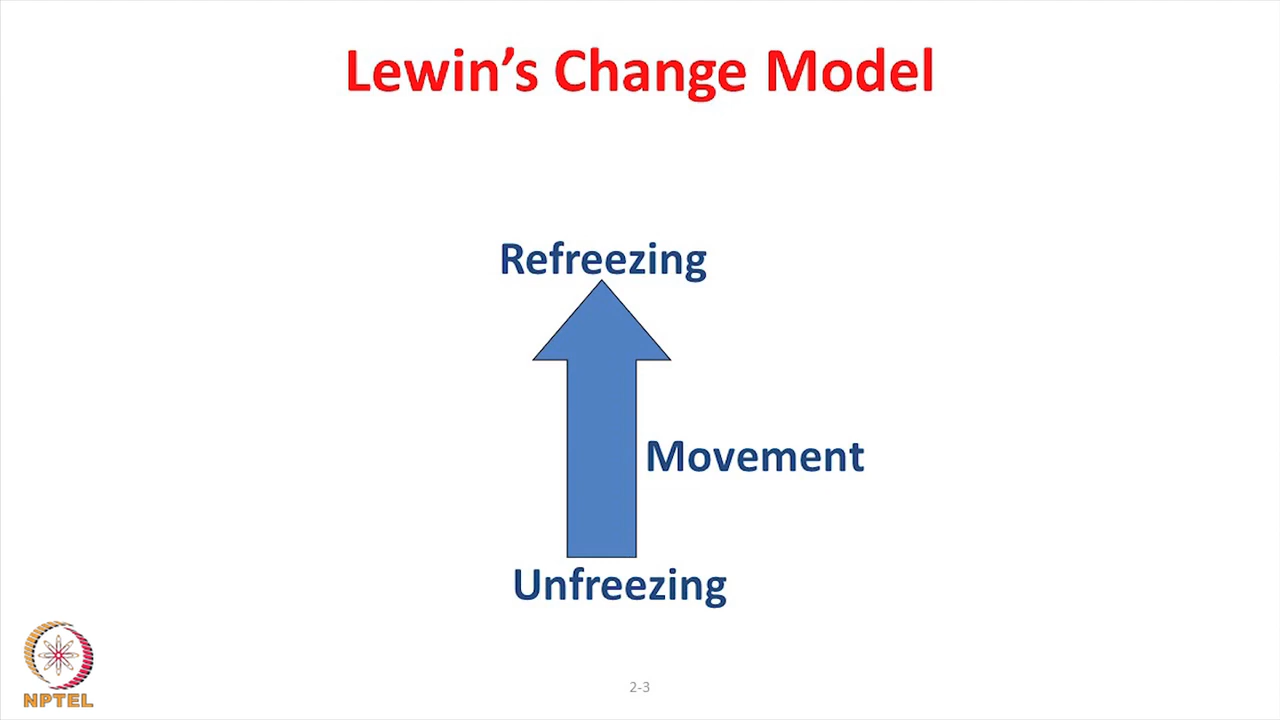 Lewin’s Change Model
Refreezing
Movement
Unfreezing
NPTEL
2-3